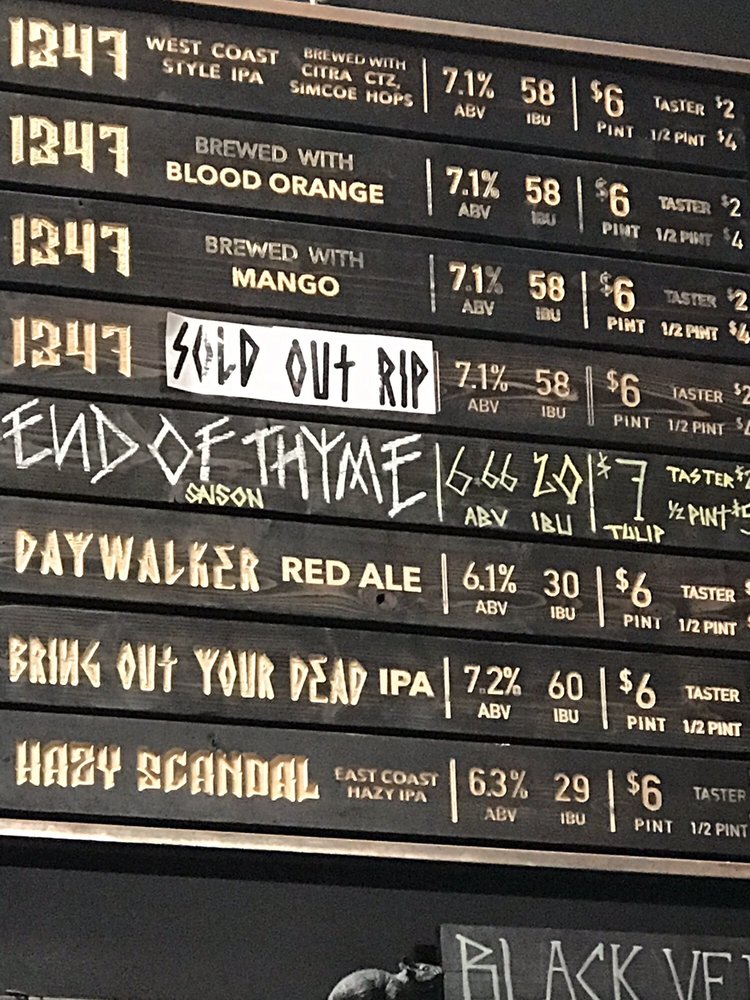 1347 WEST COAST STYLE IPA BREWED WITH CITRA CTZ, SIMCOE HOPS 7.1% ABV 58 IBU $6 PINT TASTER $2 1/2 PINT $4
1347 BREWED WITH BLOOD ORANGE 7.1% ABV 58 IBU $6 PINT TASTER $2 1/2 PINT $4
1347 BREWED WITH MANGO 7.1% ABV 58 IBU $6 PINT TASTER $2 1/2 PINT $4
1347 SOLD OUT RIP 7.1% ABV 58 IBU $6 PINT TASTER $2 1/2 PINT
END OF THYME SAISON 6.66 ABV 20 IBU $7 TULIP TASTER $2 1/2 PINT $5
DAYWALKER RED ALE 6.1% ABV 30 IBU $6 PINT TASTER 1/2 PINT
BRING OUT YOUR DEAD IPA 7.2% ABV 60 IBU $6 PINT TASTER 1/2 PINT
HAZY SCANDAL EAST COAST HAZY IPA 6.3% ABV 29 IBU $6 PINT TASTER 1/2 PINT
BLACK